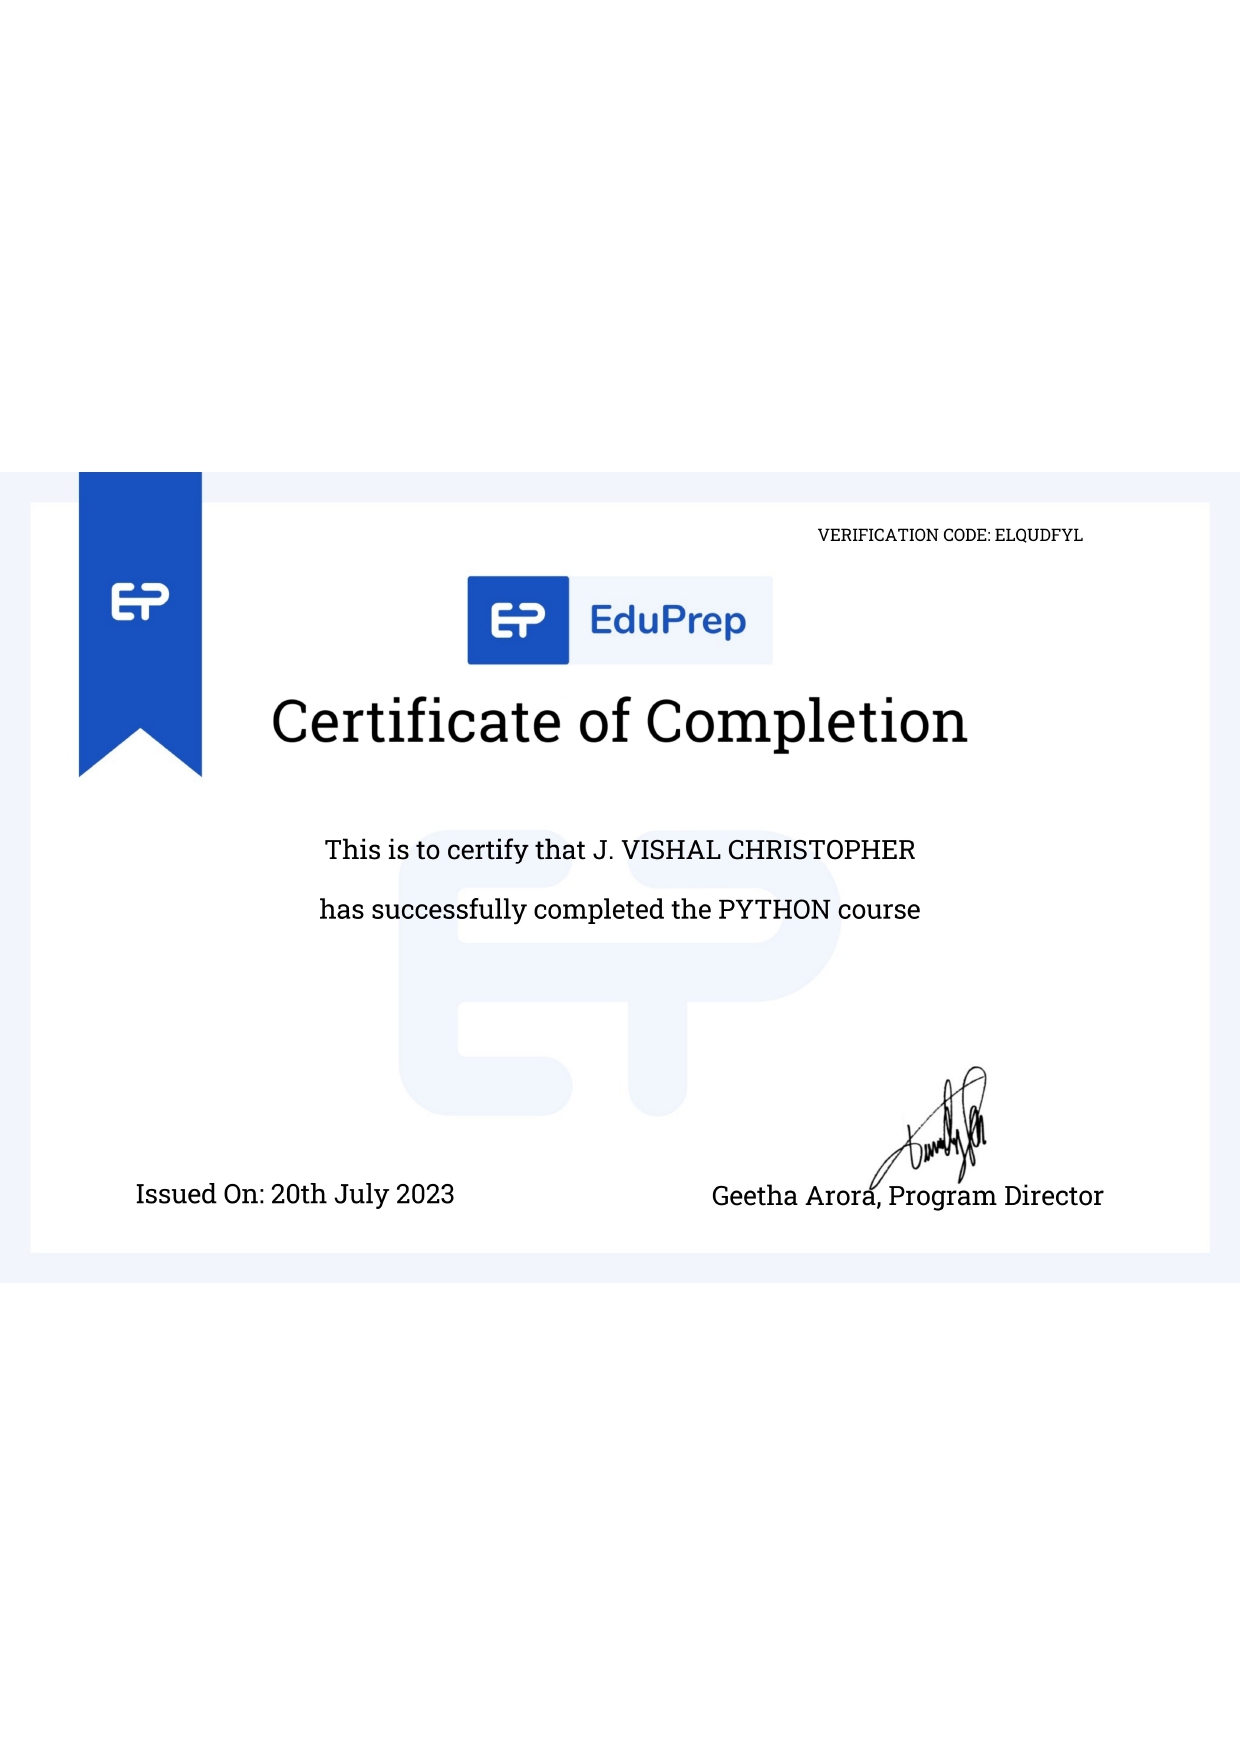 VERIFICATION CODE: ELQUDFYL
EP
EP EduPrep
Certificate of Completion
This is to certify that J. VISHAL CHRISTOPHER
has successfully completed the PYTHON course
Issued On: 20th July 2023
Geetha Arora, Program Director